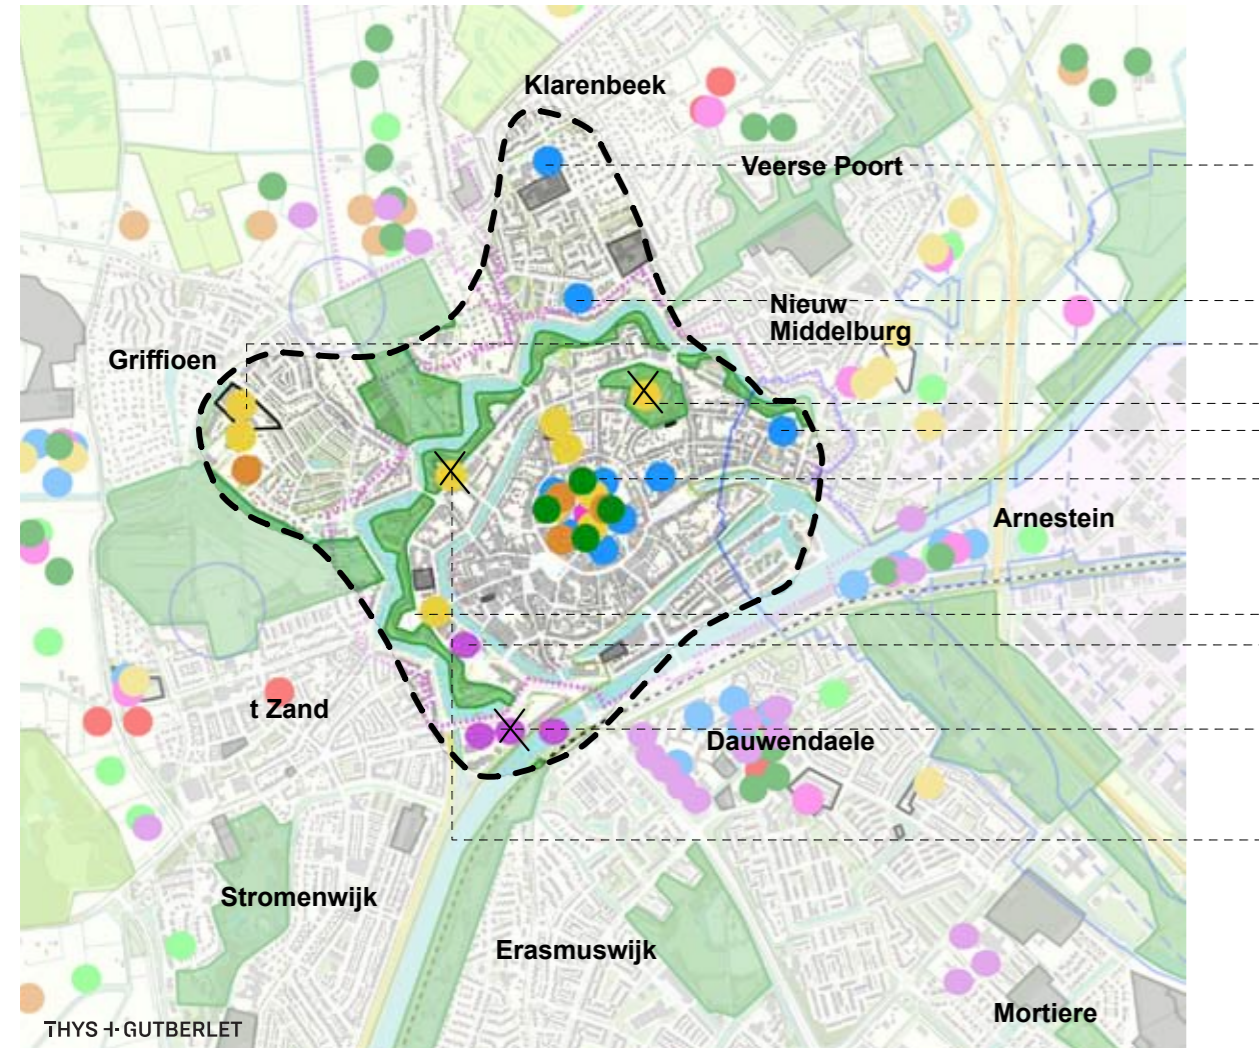 Klarenbeek
Veerse Poort
Nieuw
Middelburg
Griffioen
Arnestein
t Zand
Dauwendaele
Stromenwijk
Erasmuswijk
Mortiere
THYS + GUTBERLET